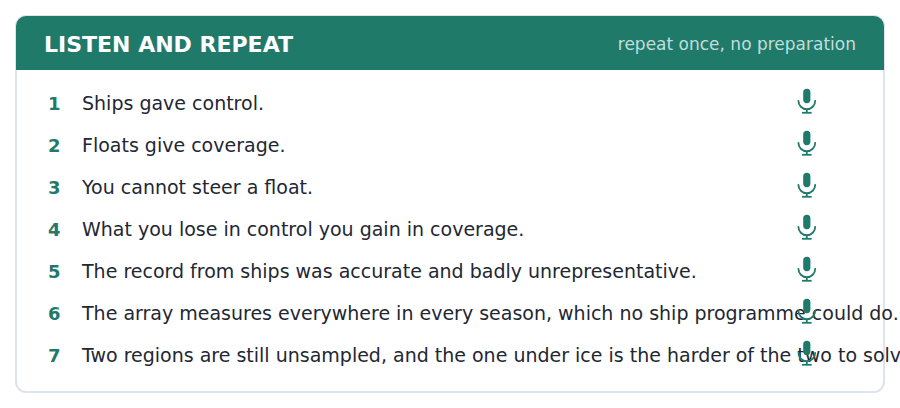 LISTEN AND REPEAT
repeat once, no preparation
1 Ships gave control.
2 Floats give coverage.
3 You cannot steer a float.
4 What you lose in control you gain in coverage.
5 The record from ships was accurate and badly unrepresentative.
6 The array measures everywhere in every season, which no ship programme could do.
7 Two regions are still unsampled, and the one under ice is the harder of the two to solv